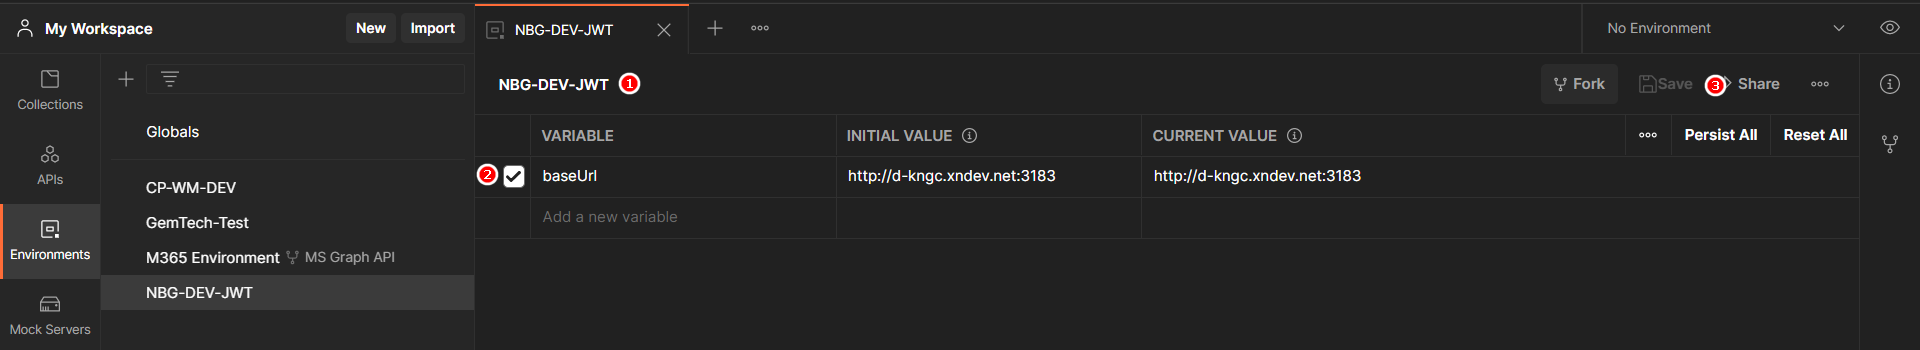 My Workspace
New
Import
NBG-DEV-JWT
No Environment
Collections
APIs
Environments
Mock Servers
Globals
CP-WM-DEV
GemTech-Test
M365 Environment MS Graph API
NBG-DEV-JWT
NBG-DEV-JWT 1
Fork
Save
3
Share
VARIABLE
INITIAL VALUE
CURRENT VALUE
Persist All
Reset All
2
baseUrl
http://d-kngc.xndev.net:3183
http://d-kngc.xndev.net:3183
Add a new variable